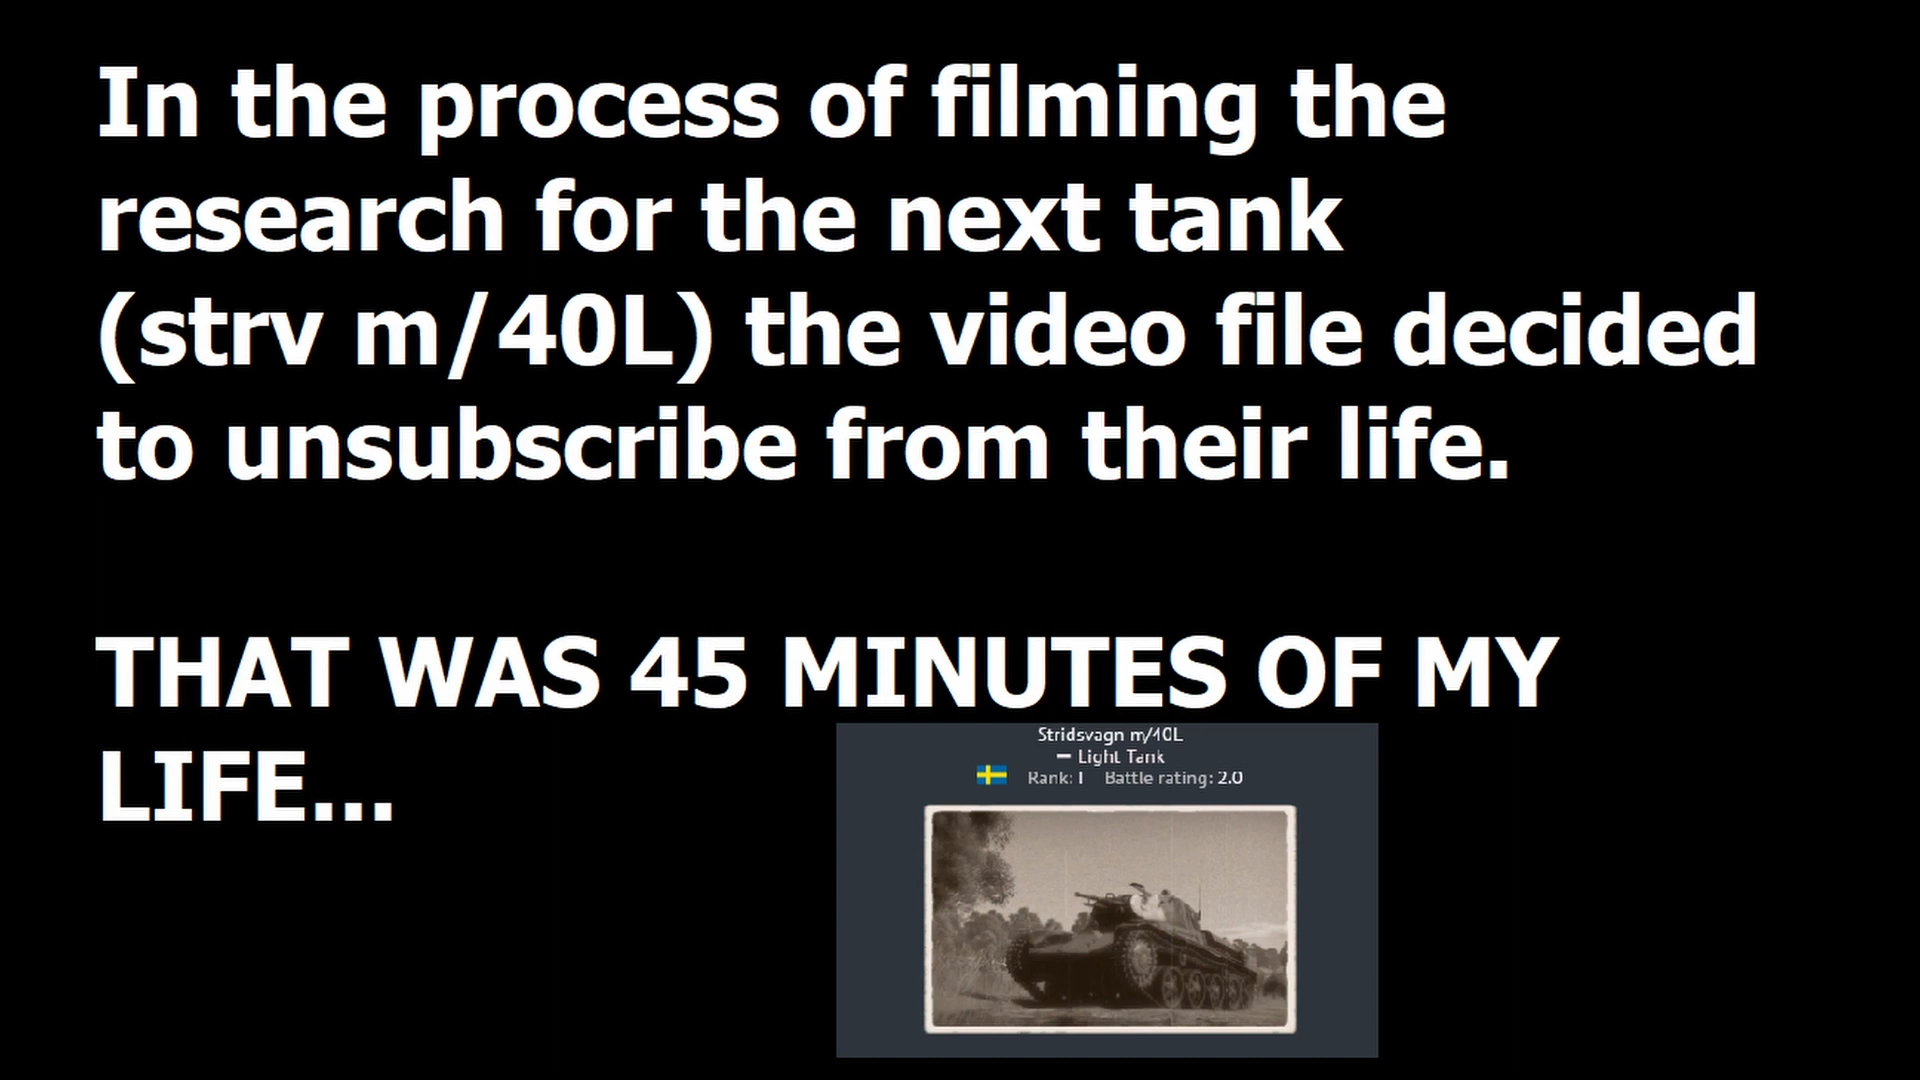 In the process of filming the
research for the next tank
(strv m/40L) the video file decided
to unsubscribe from their life.
THAT WAS 45 MINUTES OF MY
LIFE...
Stridsvagn m/40L
Light Tank
Rank: I Battle rating: 2.0